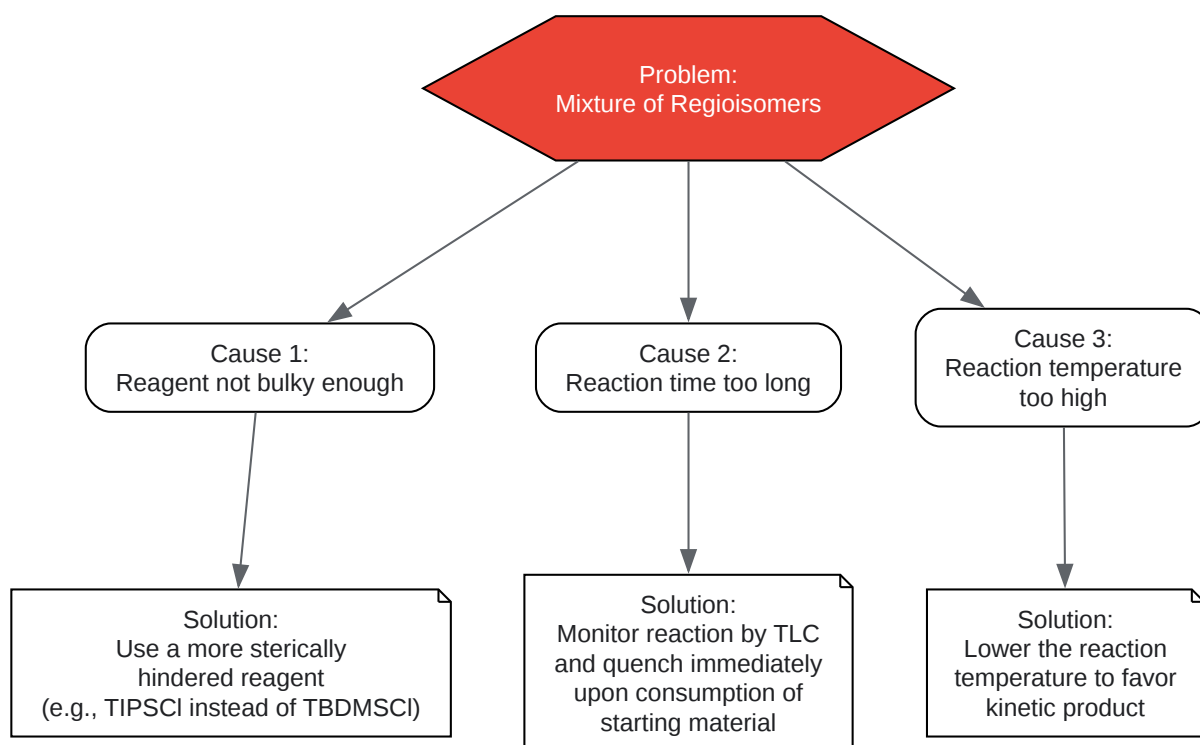 Problem:
Mixture of Regioisomers
Cause 1:
Reagent not bulky enough
Cause 2:
Reaction time too long
Cause 3:
Reaction temperature
too high
Solution:
Use a more sterically
hindered reagent
(e.g., TIPSCl instead of TBDMSCl)
Solution:
Monitor reaction by TLC
and quench immediately
upon consumption of
starting material
Solution:
Lower the reaction
temperature to favor
kinetic product